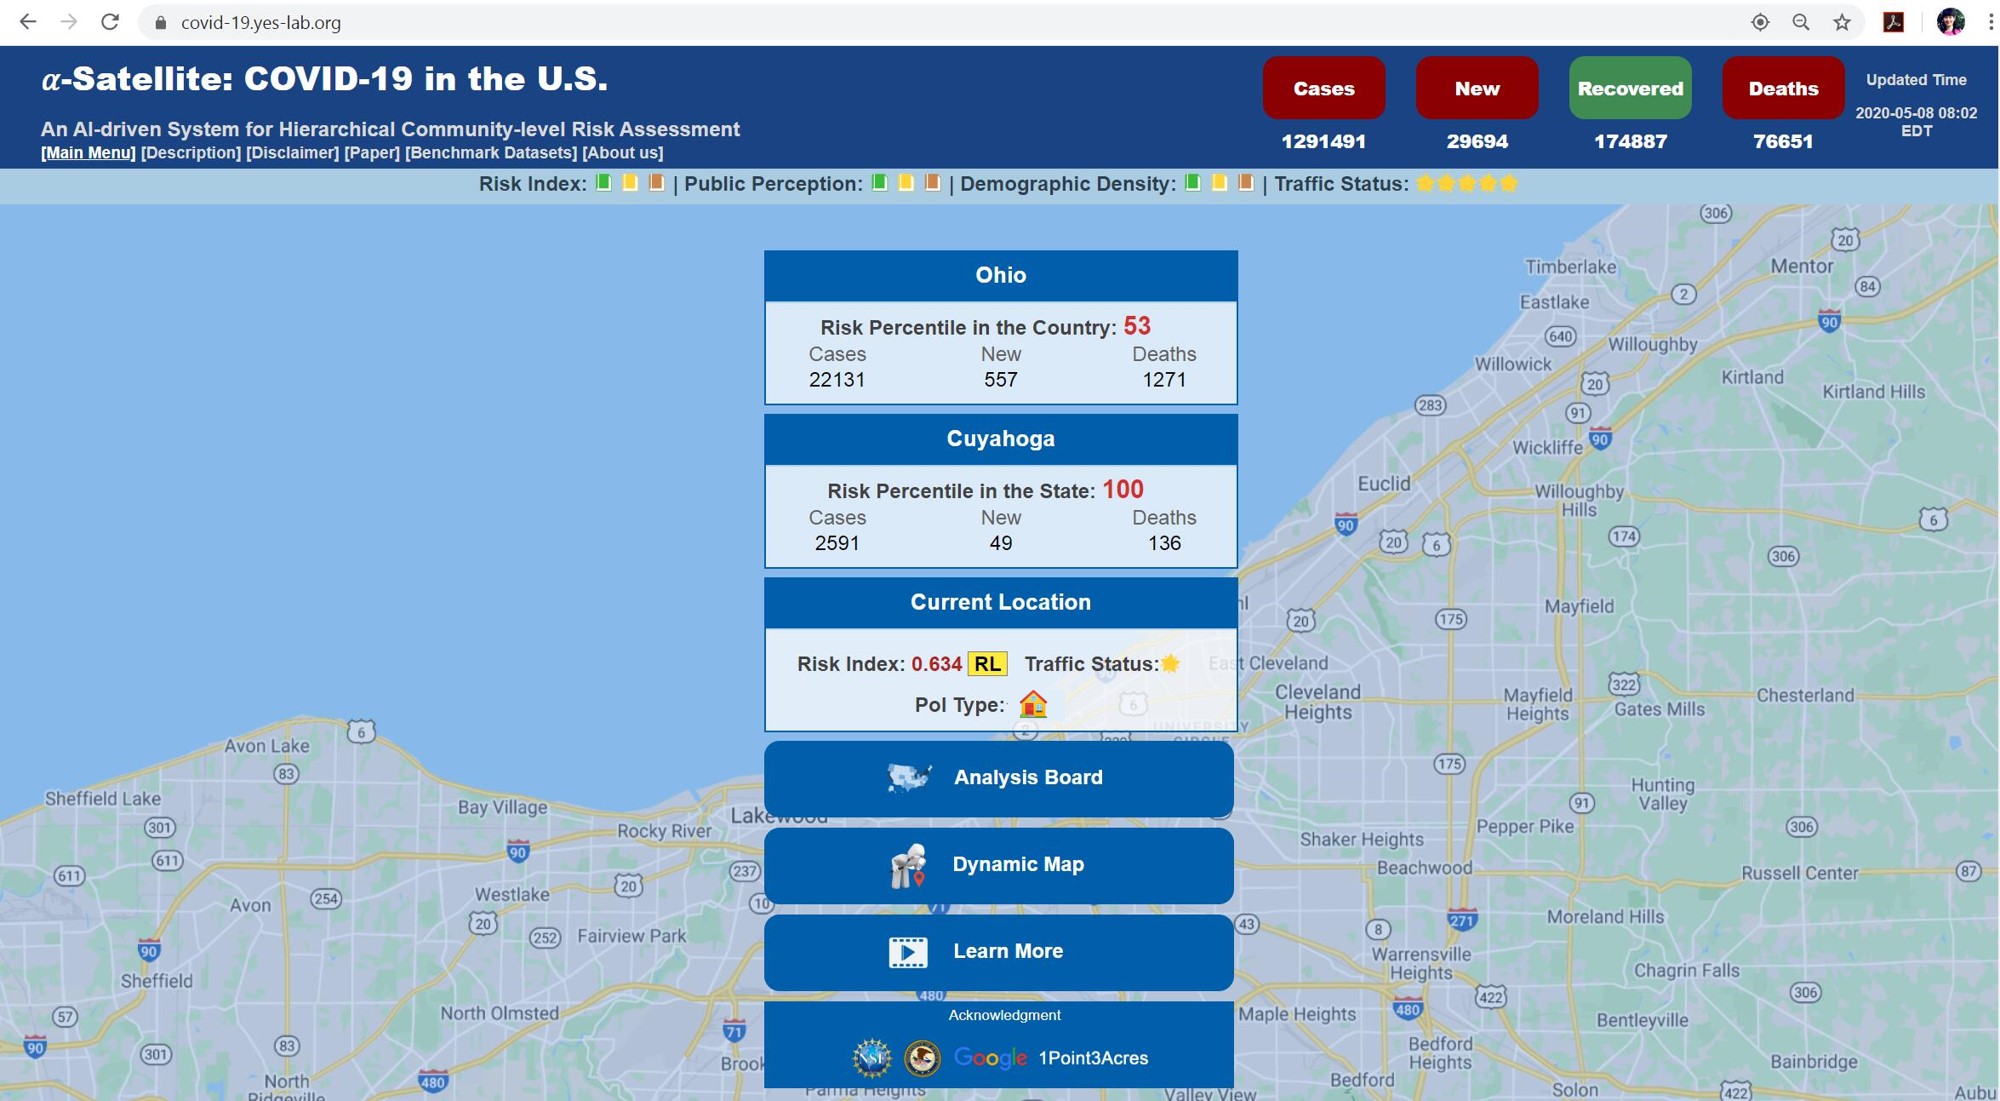 covid-19.yes-lab.org
α-Satellite: COVID-19 in the U.S.
An AI-driven System for Hierarchical Community-level Risk Assessment
[Main Menu] [Description] [Disclaimer] [Paper] [Benchmark Datasets] [About us]
Cases New Recovered Deaths
1291491 29694 174887 76651
Updated Time
2020-05-08 08:02
EDT
Risk Index: | Public Perception: | Demographic Density: | Traffic Status:
Ohio
Risk Percentile in the Country: 53
Cases New Deaths
22131 557 1271
Cuyahoga
Risk Percentile in the State: 100
Cases New Deaths
2591 49 136
Current Location
Risk Index: 0.634 RL Traffic Status:
PoI Type:
Analysis Board
Dynamic Map
Learn More
Acknowledgment
NSF Google 1Point3Acres
306
20
Timberlake
Mentor
84
2
Eastlake
90
640
Willoughby
Willowick
20
Kirtland
Kirtland Hills
283
91
Wickliffe
90
Euclid
Willoughby
Hills
90
20
6
174
6
306
Mayfield
20
175
East Cleveland
90
Cleveland
Heights
322
Mayfield
Heights
Gates Mills
Chesterland
6
UNIVERSITY
CIRCLE
2
6
Avon Lake
83
175
Hunting
Valley
Sheffield Lake
Bay Village
91
301
Rocky River
Lakewood
Pepper Pike
306
Shaker Heights
90
611
611
237
Beachwood
Russell Center
87
20
Westlake
254
Avon
10
71
271
Moreland Hills
20
252
Fairview Park
43
8
90
Warrensville
Heights
Chagrin Falls
Sheffield
480
422
306
57
North Olmsted
71
Maple Heights
480
Bentleyville
90
301
83
Brook
Bedford
Heights
Bainbridge
North
Ridgeville
480
Parma Heights
Valley View
Bedford
Solon
422
Aubu